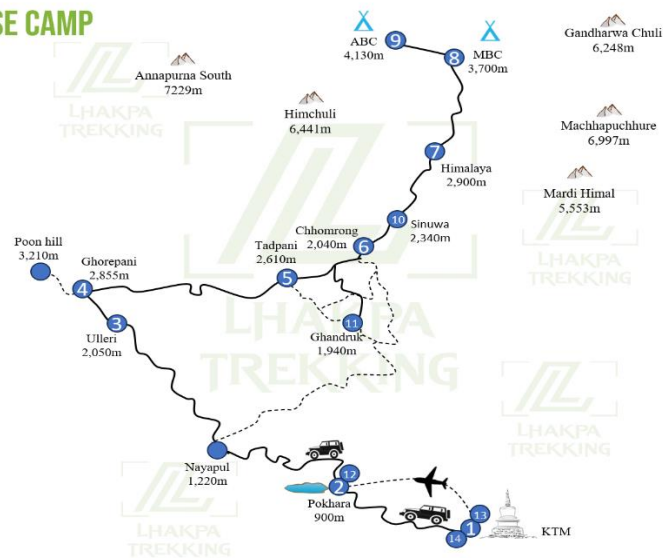 SE CAMP
ABC
4,130m
9
8
MBC
3,700m
Gandharwa Chuli
6,248m
Annapurna South
7229m
Himchuli
6,441m
Machhapuchhure
6,997m
7
Himalaya
2,900m
Mardi Himal
5,553m
10
Sinuwa
2,340m
Chhomrong
2,040m
6
Poon hill
3,210m
Ghorepani
2,855m
4
Tadpani
2,610m
5
3
Ulleri
2,050m
11
Ghandruk
1,940m
Nayapul
1,220m
12
2
Pokhara
900m
13
1
14
KTM
LHAKPA
TREKKING
LHAKPA
TREKKING
LHAKPA
TREKKING
LHAKPA
TREKKING
LHAKPA
TREKKING